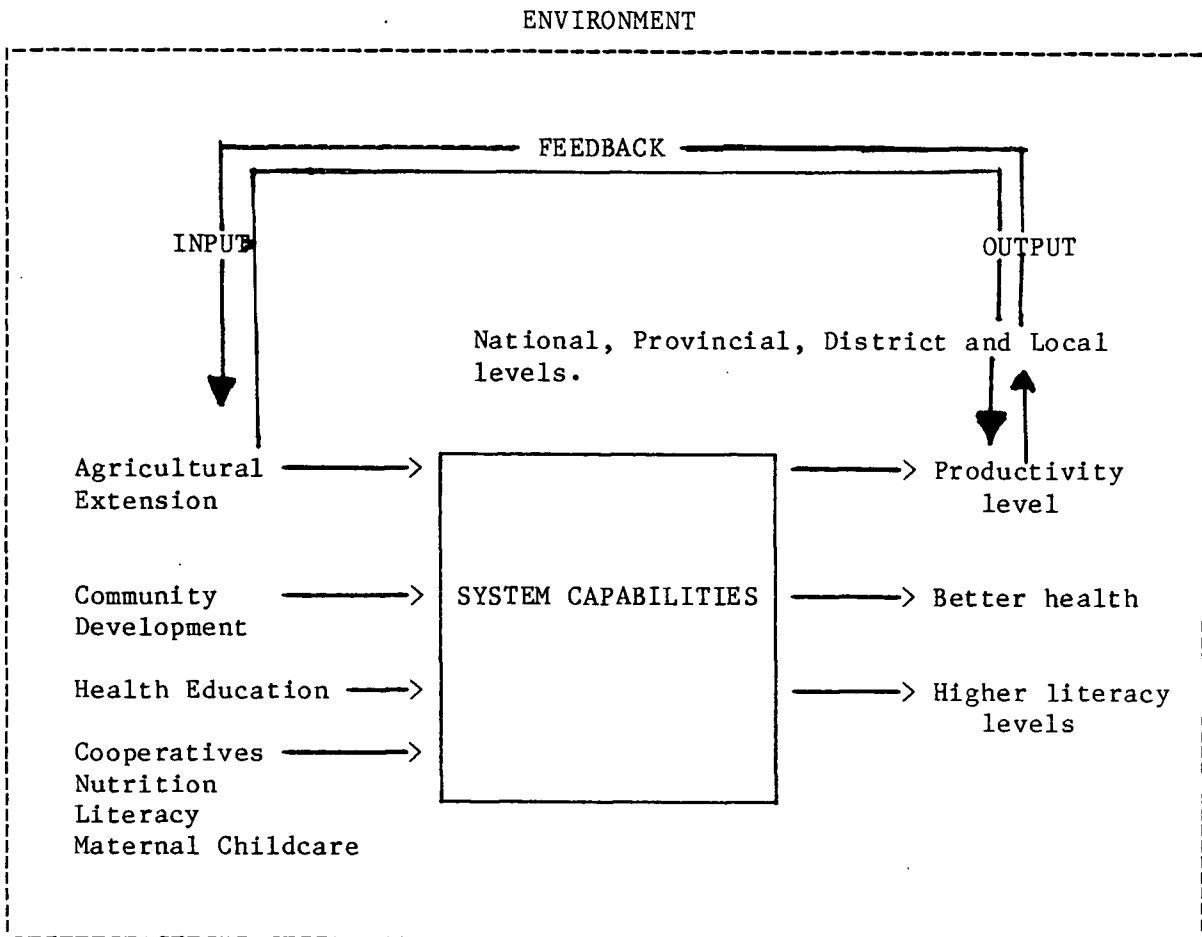 ENVIRONMENT
FEEDBACK
INPUT
OUTPUT
National, Provincial, District and Local
levels.
Agricultural
Extension
Productivity
level
Community
Development
SYSTEM CAPABILITIES
Better health
Health Education
Higher literacy
levels
Cooperatives
Nutrition
Literacy
Maternal Childcare